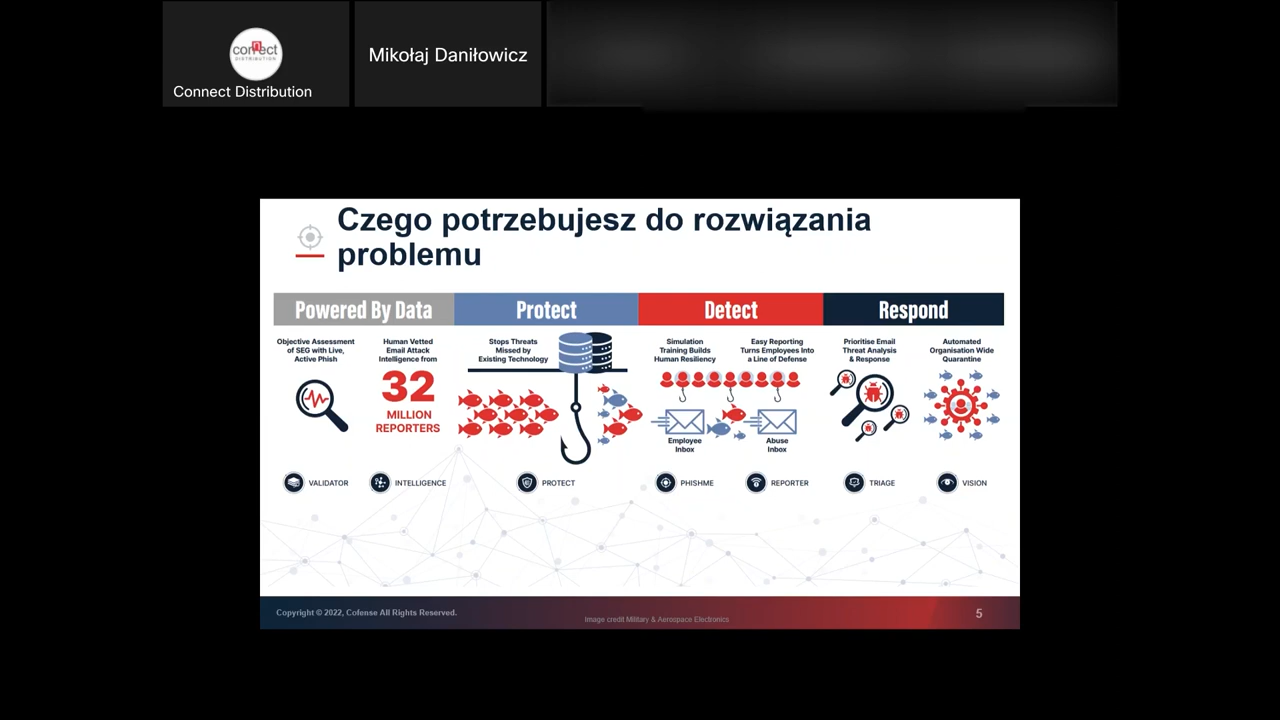 connect
DISTRIBUTION
Connect Distribution
Mikołaj Daniłowicz
Czego potrzebujesz do rozwiązania
problemu
Powered By Data
Protect
Detect
Respond
Objective Assessment
of SEG with Live,
Active Phish
Human Vetted
Email Attack
Intelligence from
32
MILLION
REPORTERS
Stops Threats
Missed by
Existing Technology
Simulation
Training Builds
Human Resiliency
Easy Reporting
Turns Employees Into
a Line of Defense
Employee
Inbox
Abuse
Inbox
Prioritise Email
Threat Analysis
& Response
Automated
Organisation Wide
Quarantine
VALIDATOR
INTELLIGENCE
PROTECT
PHISHME
REPORTER
TRIAGE
VISION
Copyright © 2022, Cofense All Rights Reserved.
Image credit Military & Aerospace Electronics
5